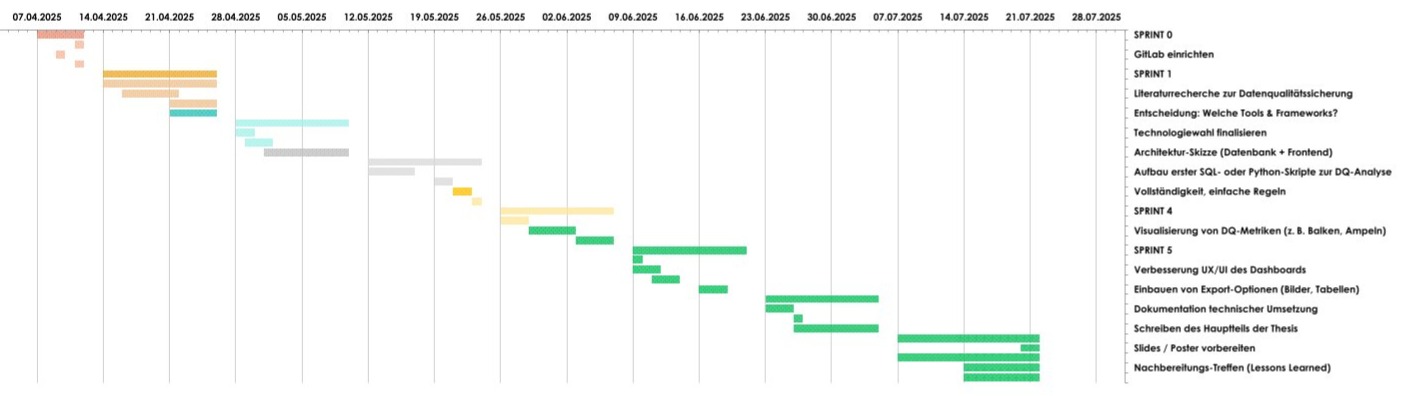 07.04.2025 14.04.2025 21.04.2025 28.04.2025 05.05.2025 12.05.2025 19.05.2025 26.05.2025 02.06.2025 09.06.2025 16.06.2025 23.06.2025 30.06.2025 07.07.2025 14.07.2025 21.07.2025 28.07.2025
SPRINT 0
GitLab einrichten
SPRINT 1
Literaturrecherche zur Datenqualitätssicherung
Entscheidung: Welche Tools & Frameworks?
Technologiewahl finalisieren
Architektur-Skizze (Datenbank + Frontend)
Aufbau erster SQL- oder Python-Skripte zur DQ-Analyse
Vollständigkeit, einfache Regeln
SPRINT 4
Visualisierung von DQ-Metriken (z. B. Balken, Ampeln)
SPRINT 5
Verbesserung UX/UI des Dashboards
Einbauen von Export-Optionen (Bilder, Tabellen)
Dokumentation technischer Umsetzung
Schreiben des Hauptteils der Thesis
Slides / Poster vorbereiten
Nachbereitungs-Treffen (Lessons Learned)